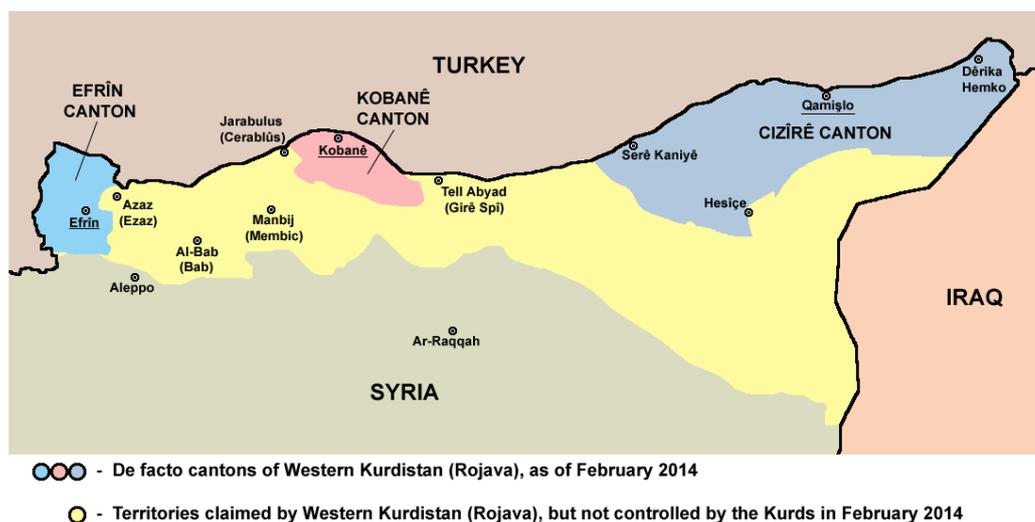 TURKEY
EFRÎN
CANTON
KOBANÊ
CANTON
Dêrika
Hemko
Qamişlo
Jarabulus
(Cerablûs)
CIZÎRÊ CANTON
Kobanê
Serê Kaniyê
Tell Abyad
(Girê Spî)
Azaz
(Ezaz)
Efrîn
Manbij
(Membic)
Hesîçe
Al-Bab
(Bab)
Aleppo
IRAQ
Ar-Raqqah
SYRIA
- De facto cantons of Western Kurdistan (Rojava), as of February 2014
- Territories claimed by Western Kurdistan (Rojava), but not controlled by the Kurds in February 2014